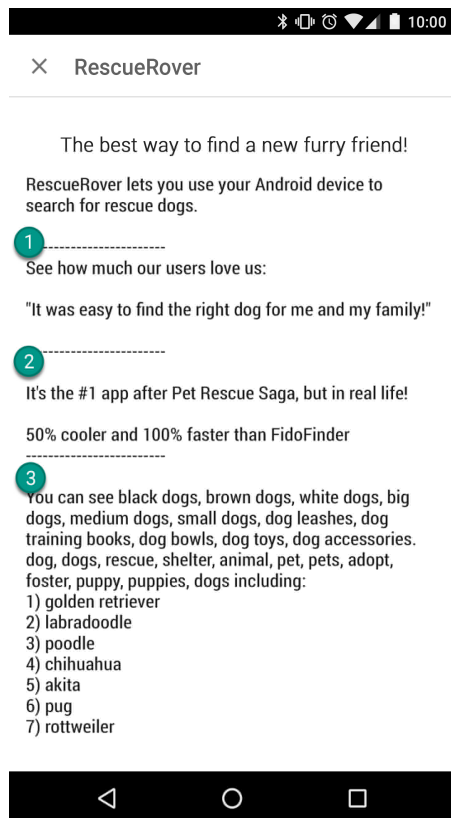 10:00
RescueRover
The best way to find a new furry friend!
RescueRover lets you use your Android device to
search for rescue dogs.
1
-----------------------
See how much our users love us:
"It was easy to find the right dog for me and my family!"
-----------------------
2
It's the #1 app after Pet Rescue Saga, but in real life!
50% cooler and 100% faster than FidoFinder
-------------------------
3
You can see black dogs, brown dogs, white dogs, big
dogs, medium dogs, small dogs, dog leashes, dog
training books, dog bowls, dog toys, dog accessories.
dog, dogs, rescue, shelter, animal, pet, pets, adopt,
foster, puppy, puppies, dogs including:
1) golden retriever
2) labradoodle
3) poodle
4) chihuahua
5) akita
6) pug
7) rottweiler